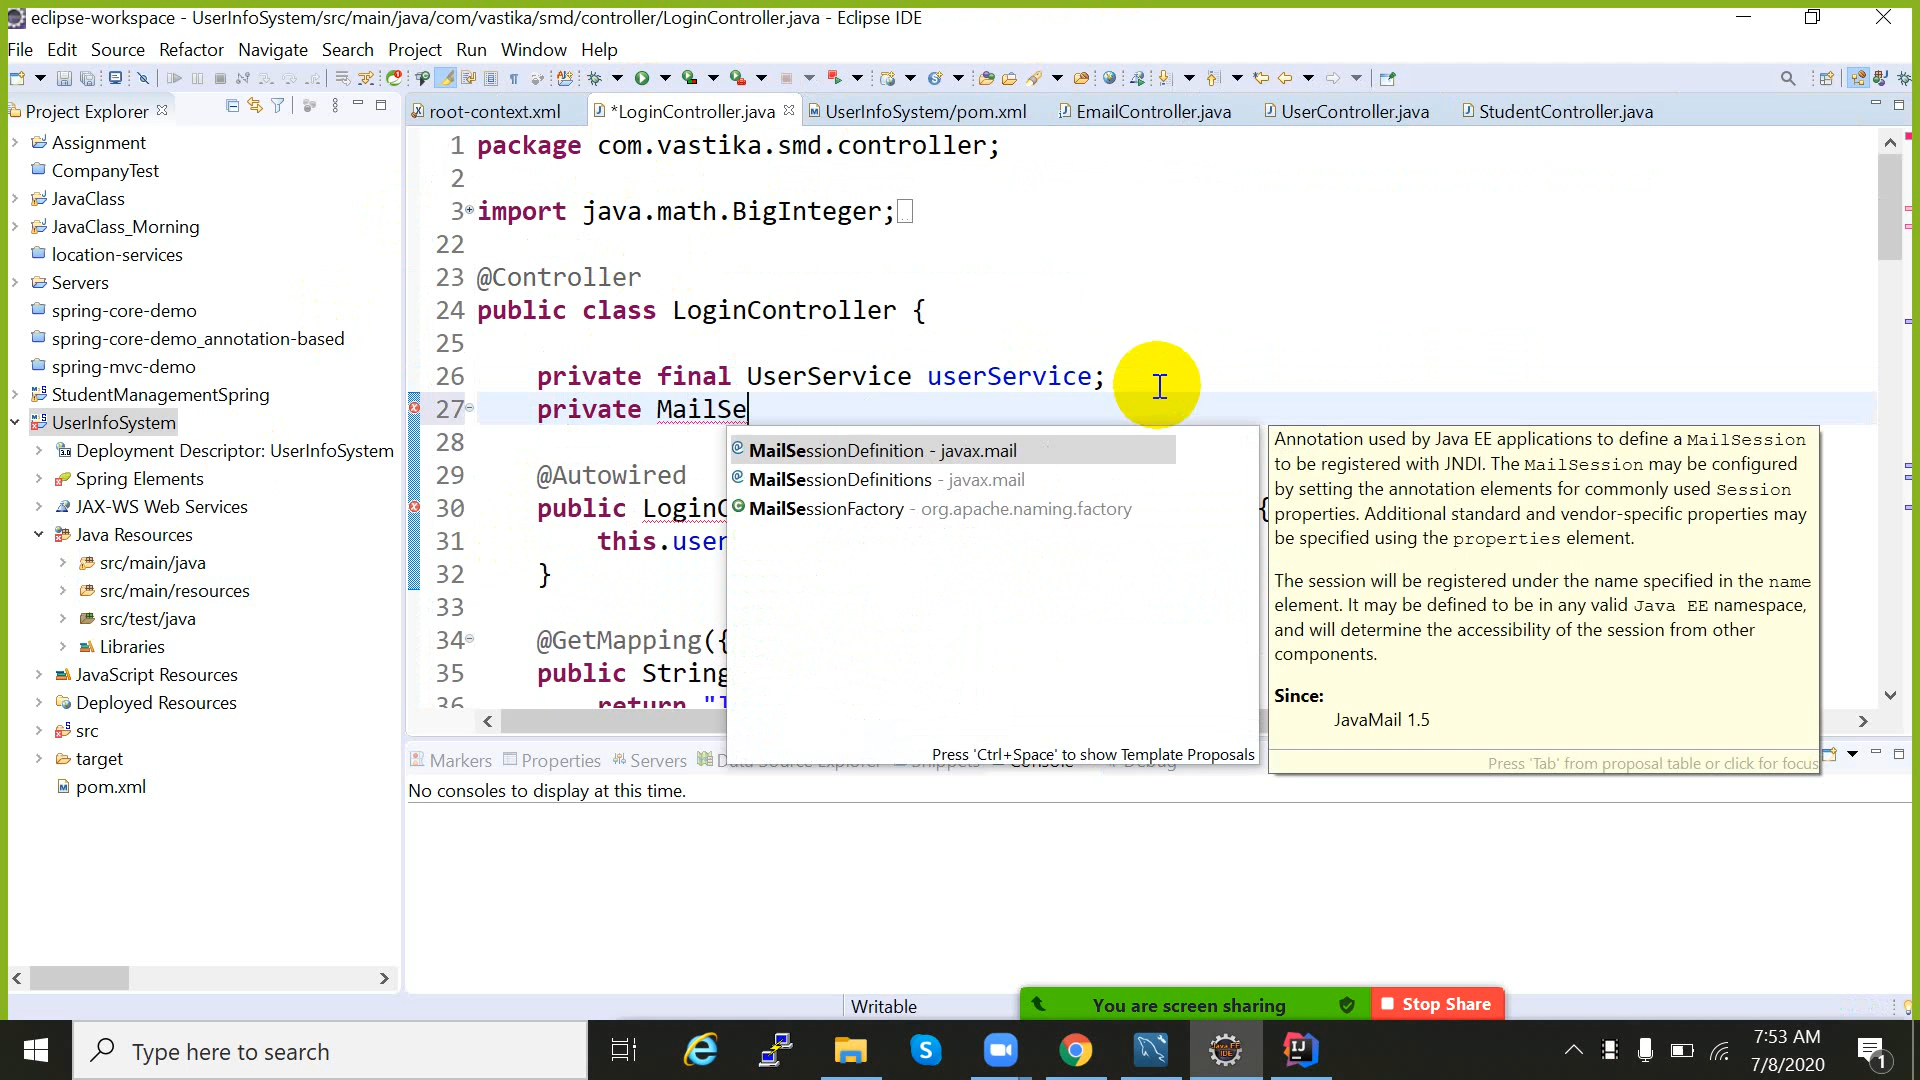 eclipse-workspace - UserInfoSystem/src/main/java/com/vastika/smd/controller/LoginController.java - Eclipse IDE
File Edit Source Refactor Navigate Search Project Run Window Help
Project Explorer
root-context.xml
*LoginController.java
UserInfoSystem/pom.xml
EmailController.java
UserController.java
StudentController.java
Assignment
CompanyTest
JavaClass
JavaClass_Morning
location-services
Servers
spring-core-demo
spring-core-demo_annotation-based
spring-mvc-demo
StudentManagementSpring
UserInfoSystem
Deployment Descriptor: UserInfoSystem
Spring Elements
JAX-WS Web Services
Java Resources
src/main/java
src/main/resources
src/test/java
Libraries
JavaScript Resources
Deployed Resources
src
target
pom.xml
1 package com.vastika.smd.controller;
2
3 import java.math.BigInteger;
22
23 @Controller
24 public class LoginController {
25
26 private final UserService userService;
27 private MailSe
28
29 @Autowired
30 public LoginC {
31 this.user
32 }
33
34 @GetMapping({
35 public String
36 return "l
MailSessionDefinition - javax.mail
MailSessionDefinitions - javax.mail
MailSessionFactory - org.apache.naming.factory
Press 'Ctrl+Space' to show Template Proposals
Annotation used by Java EE applications to define a MailSession
to be registered with JNDI. The MailSession may be configured
by setting the annotation elements for commonly used Session
properties. Additional standard and vendor-specific properties may
be specified using the properties element.
The session will be registered under the name specified in the name
element. It may be defined to be in any valid Java EE namespace,
and will determine the accessibility of the session from other
components.
Since:
JavaMail 1.5
Press 'Tab' from proposal table or click for focus
Markers Properties Servers
No consoles to display at this time.
Writable
You are screen sharing
Stop Share
Type here to search
7:53 AM
7/8/2020
1